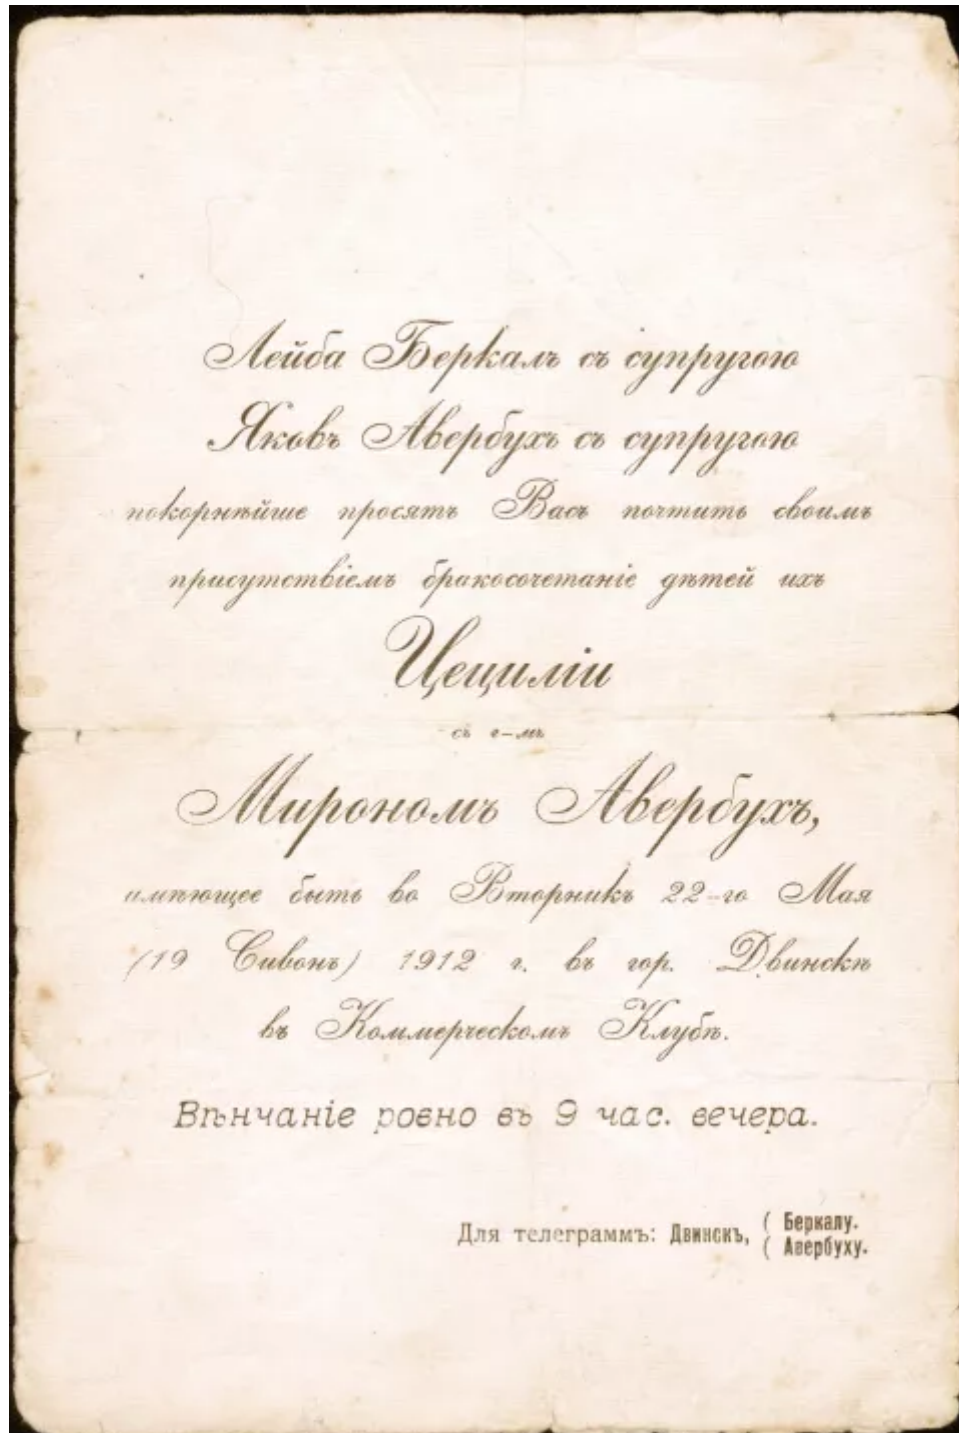 Лейба Беркалъ съ супругою
Яковъ Авербухъ съ супругою
покорнѣйше просятъ Васъ почтить своимъ
присутствіемъ бракосочетаніе дѣтей ихъ
Цециліи
съ г-мъ
Мирономъ Авербухъ,
имѣющее быть во Вторникъ 22-го Мая
(19 Сивонъ) 1912 г. въ гор. Двинскѣ
въ Коммерческомъ Клубѣ.
Вѣнчаніе ровно въ 9 час. вечера.
Для телеграммъ: Двинскъ, ( Беркалу.
( Авербуху.